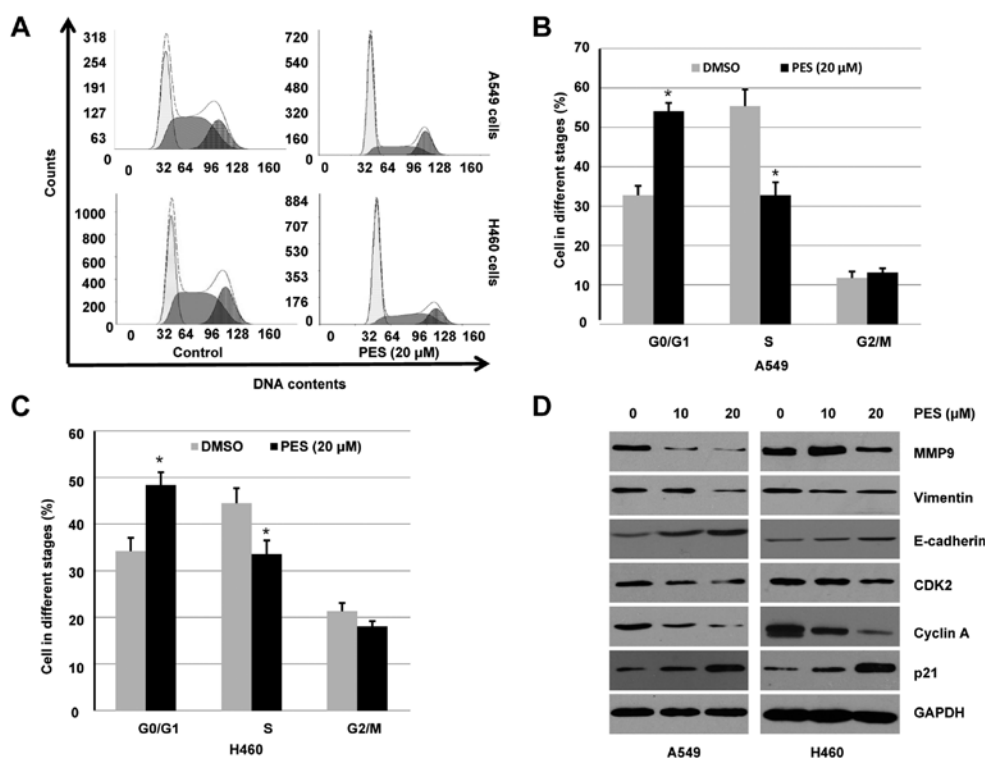 A
318
254
191
127
63
0
32 64 96 128 160
720
640
480
320
160
0
32 64 96 128 160
A549 cells
Counts
1000
800
600
400
200
0
32 64 96 128 160
Control
884
707
530
353
176
0
32 64 96 128 160
PES (20 µM)
H460 cells
DNA contents
B
Cell in different stages (%)
70
60
50
40
30
20
10
0
DMSO PES (20 µM)
*
*
G0/G1 S G2/M
A549
C
Cell in different stages (%)
60
50
40
30
20
10
0
DMSO PES (20 µM)
*
*
G0/G1 S G2/M
H460
D
0 10 20 0 10 20 PES (µM)
MMP9
Vimentin
E-cadherin
CDK2
Cyclin A
p21
GAPDH
A549 H460